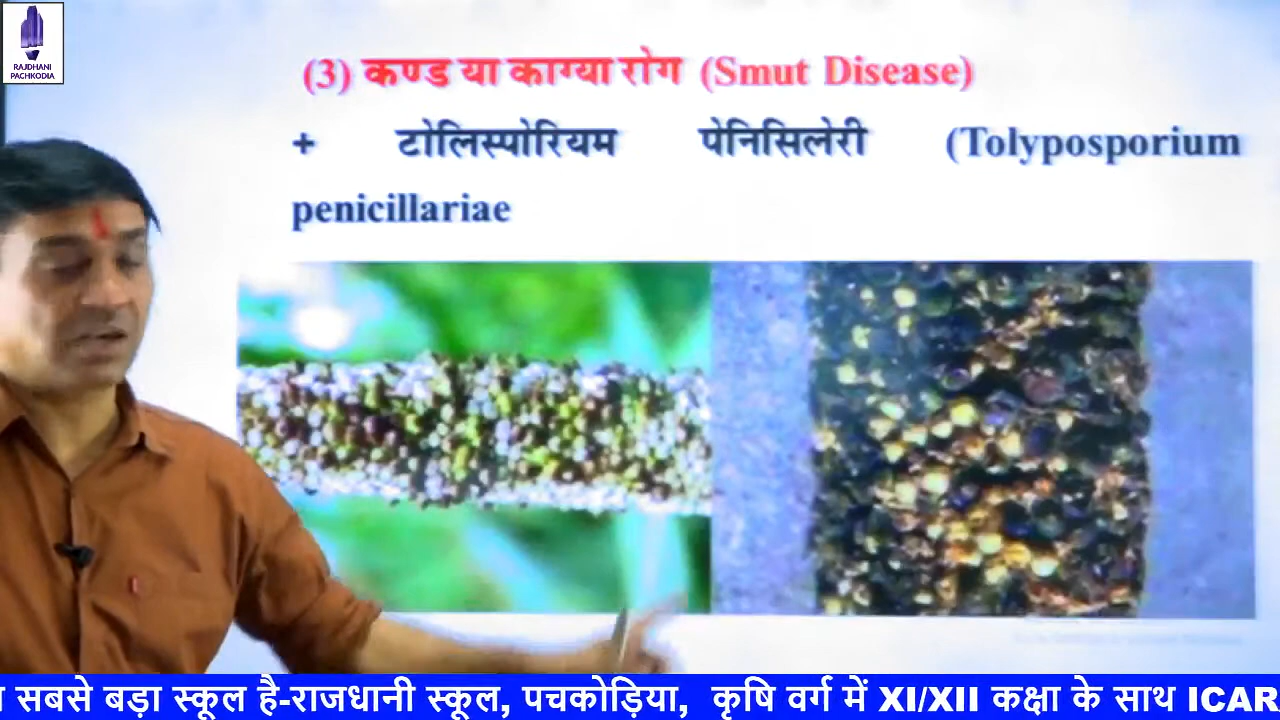 RAJDHANI
PACHKODIA
(3) कण्ड या काग्या रोग (Smut Disease)
+ टोलिस्पोरियम पेनिसिलेरी (Tolyposporium
penicillariae
सबसे बड़ा स्कूल है-राजधानी स्कूल, पचकोड़िया, कृषि वर्ग में XI/XII कक्षा के साथ ICAR